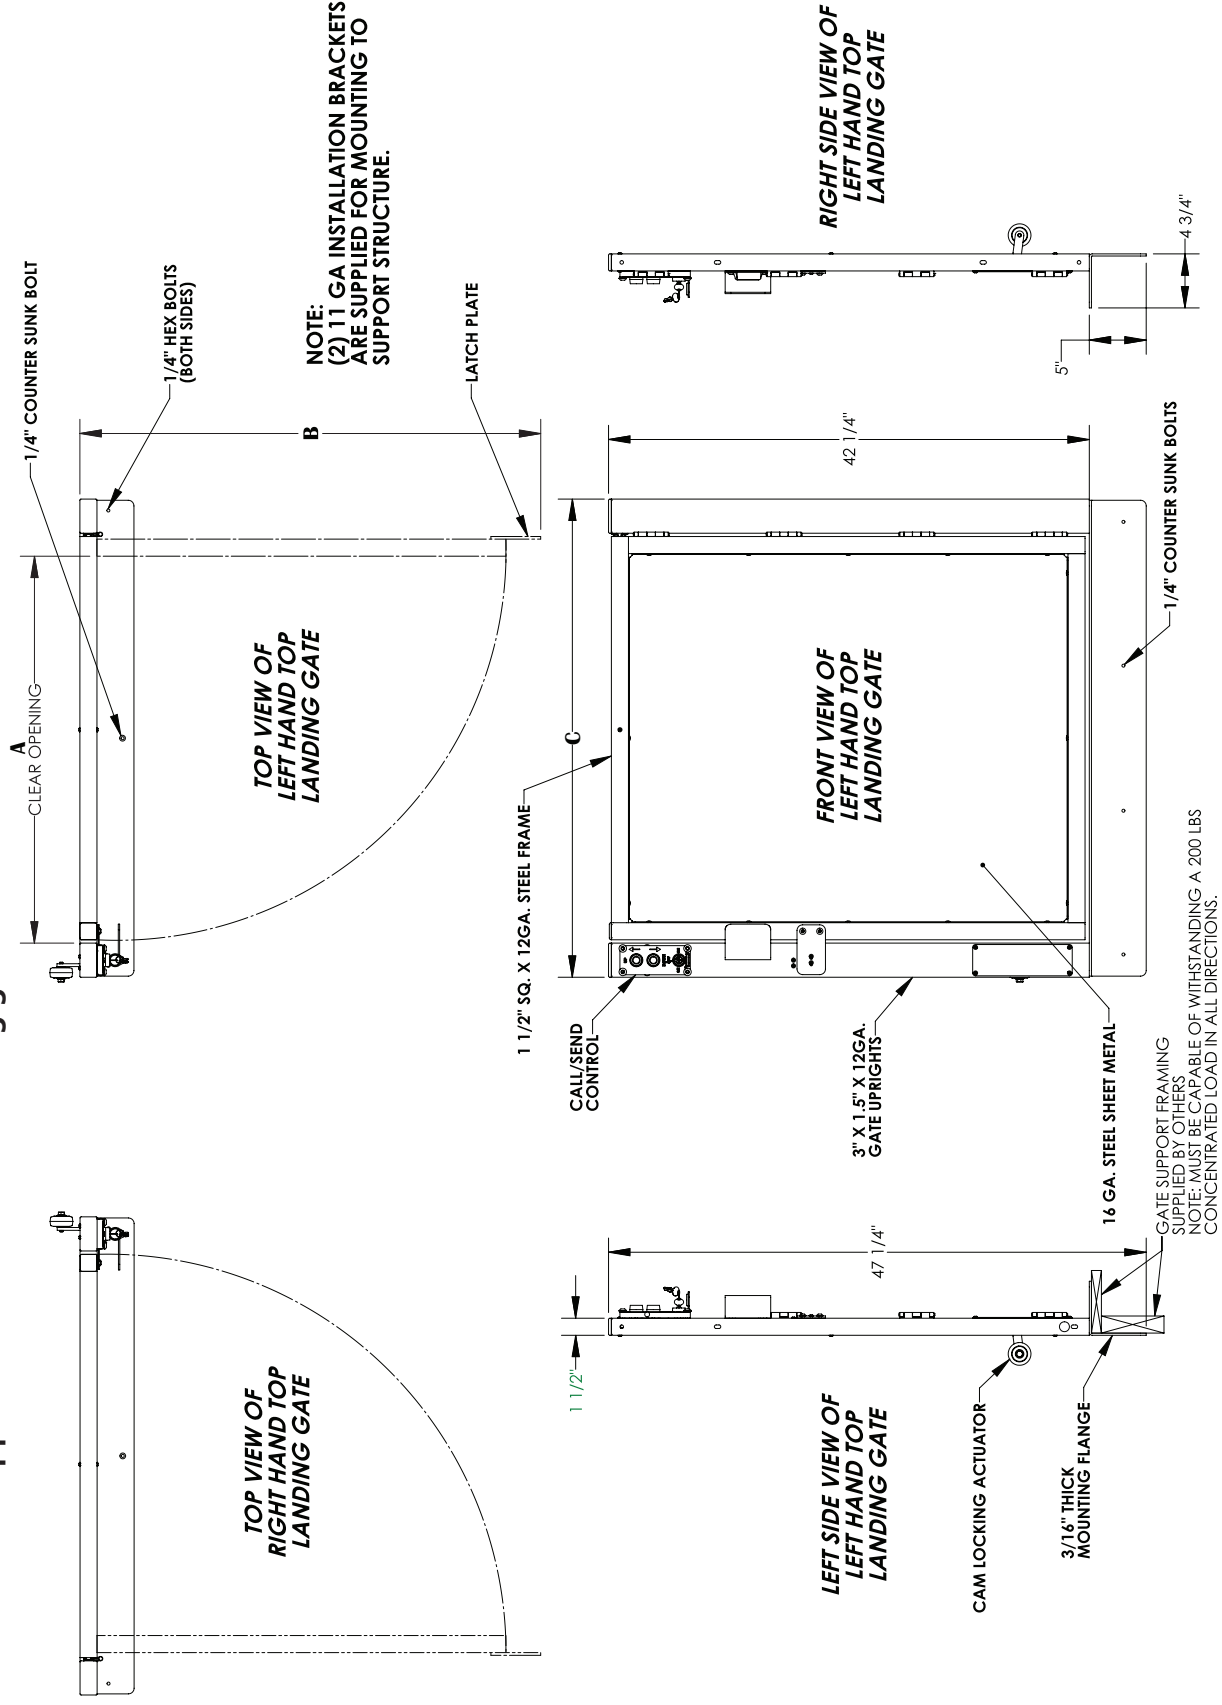 A
CLEAR OPENING
1/4" COUNTER SUNK BOLT
1/4" HEX BOLTS
(BOTH SIDES)
B
NOTE:
(2) 11 GA INSTALLATION BRACKETS
ARE SUPPLIED FOR MOUNTING TO
SUPPORT STRUCTURE.
LATCH PLATE
TOP VIEW OF
LEFT HAND TOP
LANDING GATE
TOP VIEW OF
RIGHT HAND TOP
LANDING GATE
1 1/2"
47 1/4"
LEFT SIDE VIEW OF
LEFT HAND TOP
LANDING GATE
CAM LOCKING ACTUATOR
3/16" THICK
MOUNTING FLANGE
GATE SUPPORT FRAMING
SUPPLIED BY OTHERS
NOTE: MUST BE CAPABLE OF WITHSTANDING A 200 LBS
CONCENTRATED LOAD IN ALL DIRECTIONS.
1 1/2" SQ. X 12GA. STEEL FRAME
C
CALL/SEND
CONTROL
3" X 1.5" X 12GA.
GATE UPRIGHTS
16 GA. STEEL SHEET METAL
FRONT VIEW OF
LEFT HAND TOP
LANDING GATE
42 1/4"
1/4" COUNTER SUNK BOLTS
RIGHT SIDE VIEW OF
LEFT HAND TOP
LANDING GATE
5"
4 3/4"